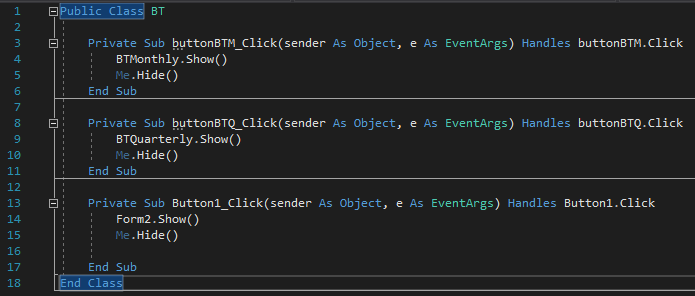 1 Public Class BT
2
3 Private Sub buttonBTM_Click(sender As Object, e As EventArgs) Handles buttonBTM.Click
4 BTMonthly.Show()
5 Me.Hide()
6 End Sub
7
8 Private Sub buttonBTQ_Click(sender As Object, e As EventArgs) Handles buttonBTQ.Click
9 BTQuarterly.Show()
10 Me.Hide()
11 End Sub
12
13 Private Sub Button1_Click(sender As Object, e As EventArgs) Handles Button1.Click
14 Form2.Show()
15 Me.Hide()
16
17 End Sub
18 End Class